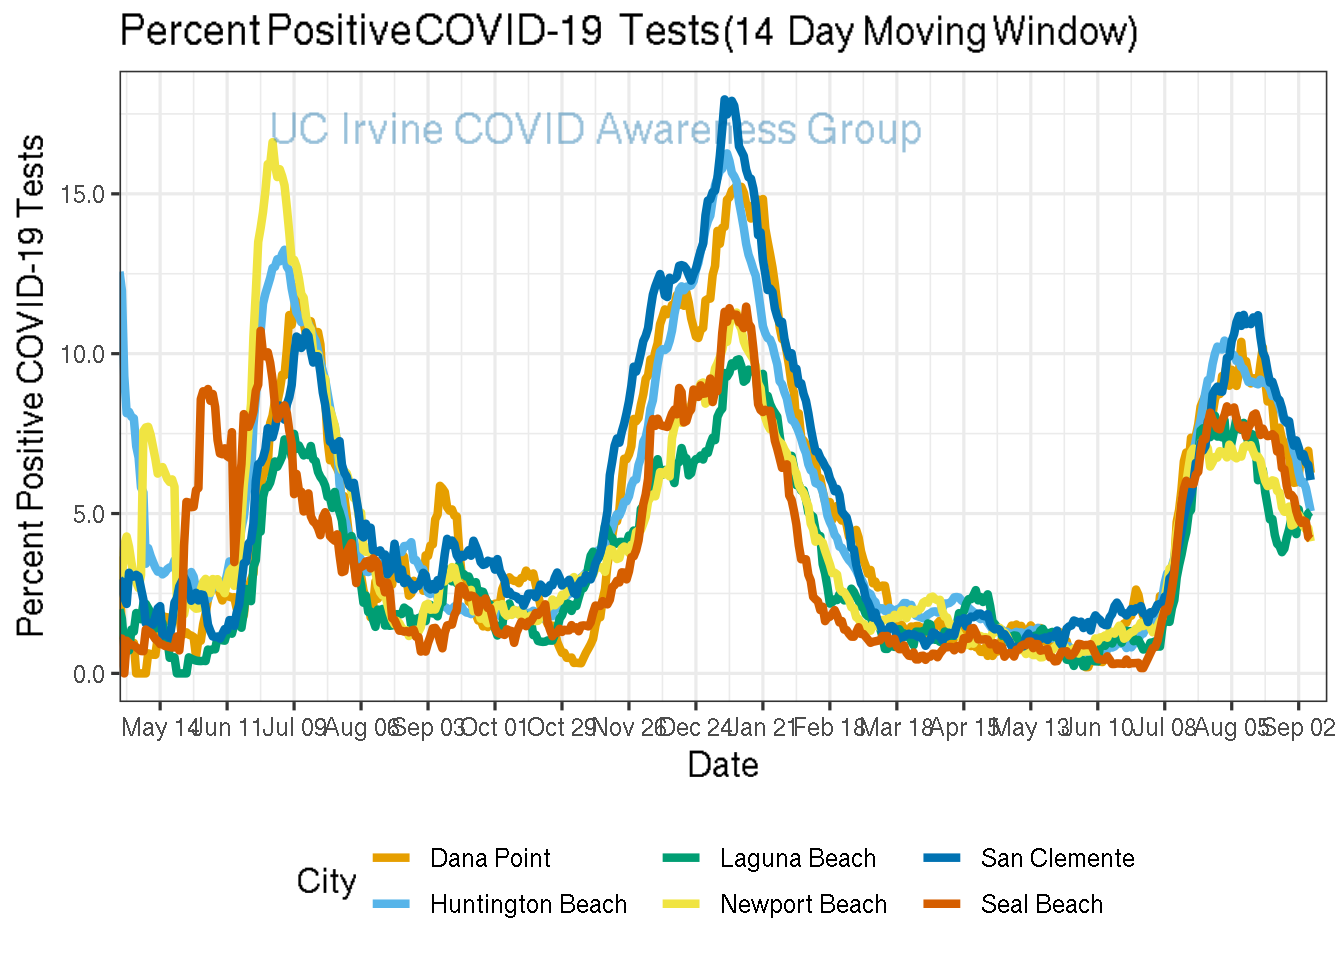 Percent Positive COVID-19 Tests(14 Day Moving Window)
UC Irvine COVID Awareness Group
Percent Positive COVID-19 Tests
15.0
10.0
5.0
0.0
May 14 Jun 11 Jul 09 Aug 06 Sep 03 Oct 01 Oct 29 Nov 26 Dec 24 Jan 21 Feb 18 Mar 18 Apr 15 May 13 Jun 10 Jul 08 Aug 05 Sep 02
Date
City
Dana Point Laguna Beach San Clemente
Huntington Beach Newport Beach Seal Beach